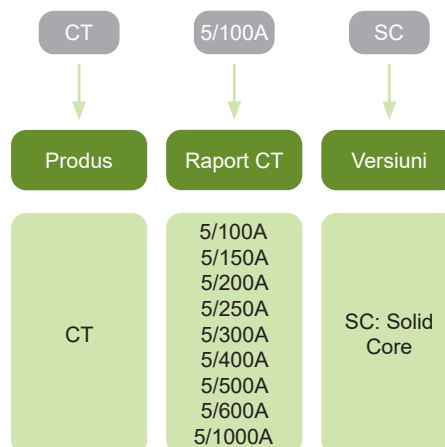 CT 5/100A SC
Produs Raport CT Versiuni
CT
5/100A
5/150A
5/200A
5/250A
5/300A
5/400A
5/500A
5/600A
5/1000A
SC: Solid
Core